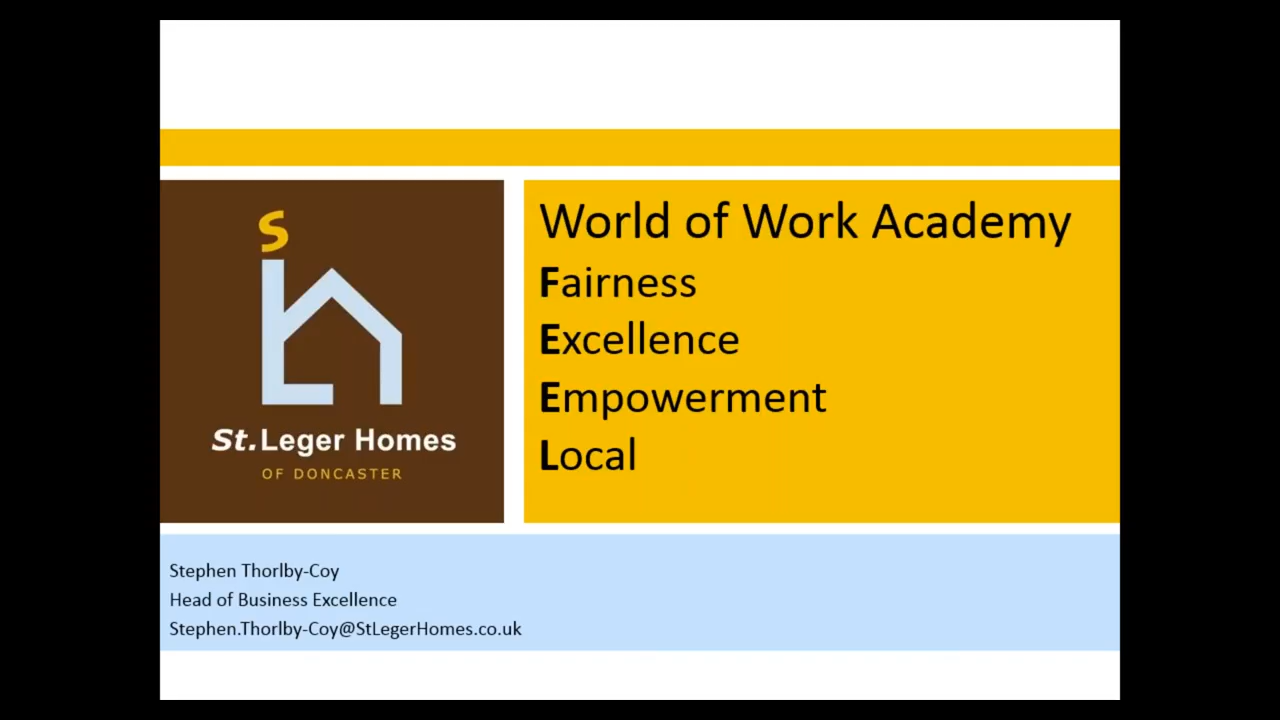 S
St.Leger Homes
OF DONCASTER
World of Work Academy
Fairness
Excellence
Empowerment
Local
Stephen Thorlby-Coy
Head of Business Excellence
Stephen.Thorlby-Coy@StLegerHomes.co.uk